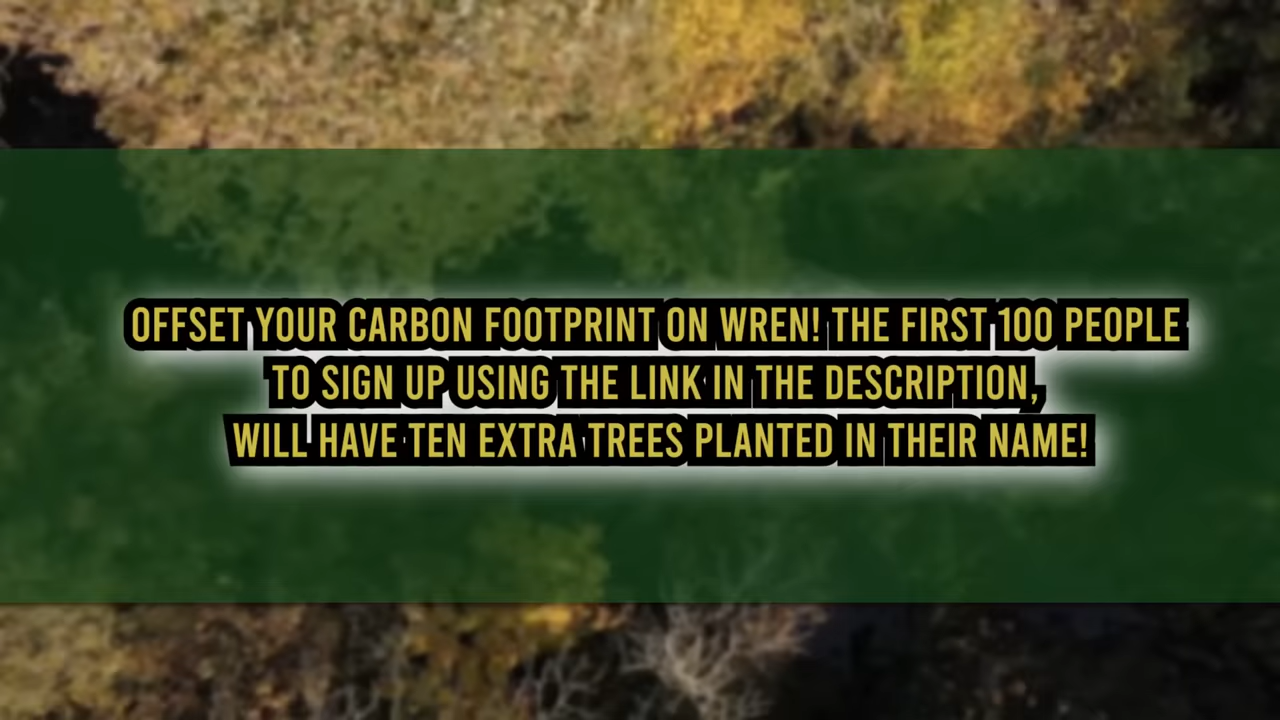 OFFSET YOUR CARBON FOOTPRINT ON WREN! THE FIRST 100 PEOPLE
TO SIGN UP USING THE LINK IN THE DESCRIPTION,
WILL HAVE TEN EXTRA TREES PLANTED IN THEIR NAME!